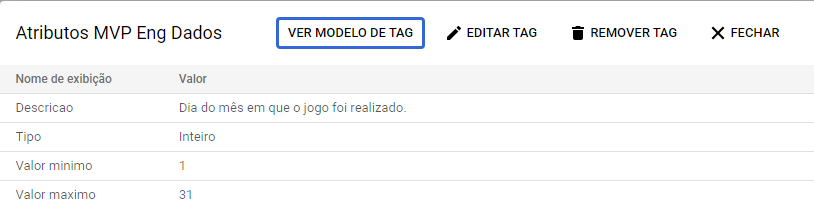 Atributos MVP Eng Dados VER MODELO DE TAG EDITAR TAG REMOVER TAG FECHAR
Nome de exibição Valor
Descricao Dia do mês em que o jogo foi realizado.
Tipo Inteiro
Valor minimo 1
Valor maximo 31